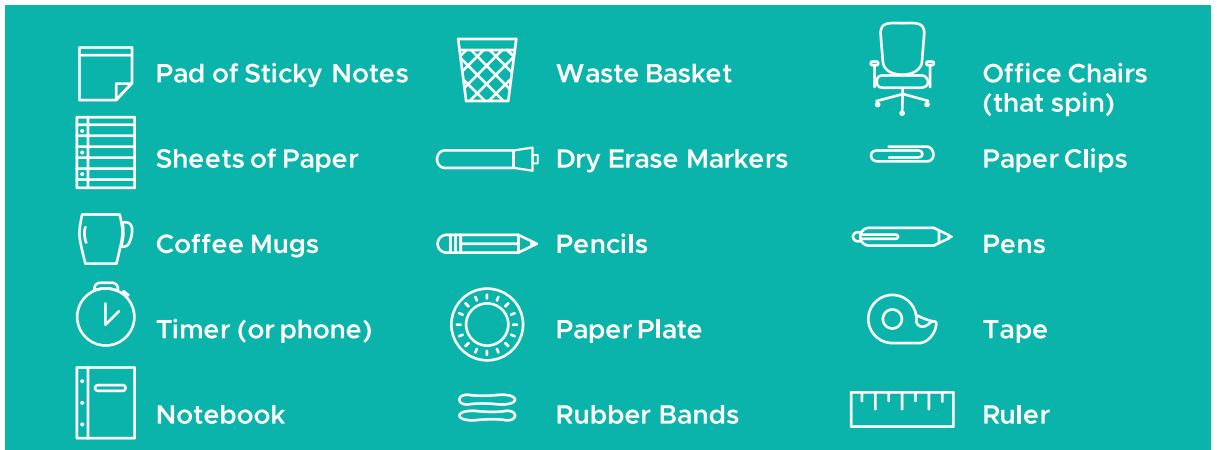 Pad of Sticky Notes
Waste Basket
Office Chairs
(that spin)
Sheets of Paper
Dry Erase Markers
Paper Clips
Coffee Mugs
Pencils
Pens
Timer (or phone)
Paper Plate
Tape
Notebook
Rubber Bands
Ruler